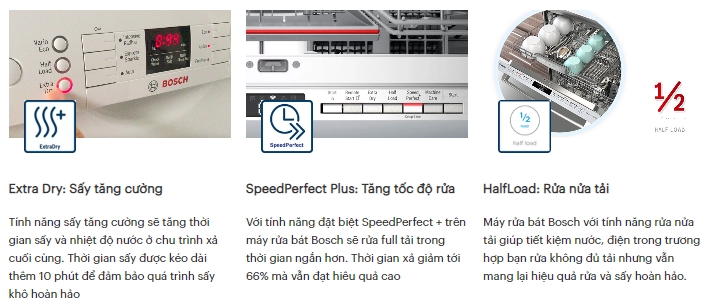 Vario
Eco
Half
Load
Extra
BOSCH
ExtraDry
Extra Dry: Sấy tăng cường
Tính năng sấy tăng cường sẽ tăng thời
gian sấy và nhiệt độ nước ở chu trình xả
cuối cùng. Thời gian sấy được kéo dài
thêm 10 phút để đảm bảo quá trình sấy
khô hoàn hảo
Remote
Start
Extra
Dry
Half
Load
Speed
Perfect
Machine
Care
Start
SpeedPerfect
SpeedPerfect Plus: Tăng tốc độ rửa
Với tính năng đặt biệt SpeedPerfect + trên
máy rửa bát Bosch sẽ rửa full tải trong
thời gian ngắn hơn. Thời gian xả giảm tới
66% mà vẫn đạt hiêu quả cao
1/2
Half load
1/2
HALF LOAD
HalfLoad: Rửa nửa tải
Máy rửa bát Bosch với tính năng rửa nửa
tải giúp tiết kiệm nước, điện trong trương
hợp bạn rửa không đủ tải nhưng vẫn
mang lại hiệu quả rửa và sấy hoàn hảo.